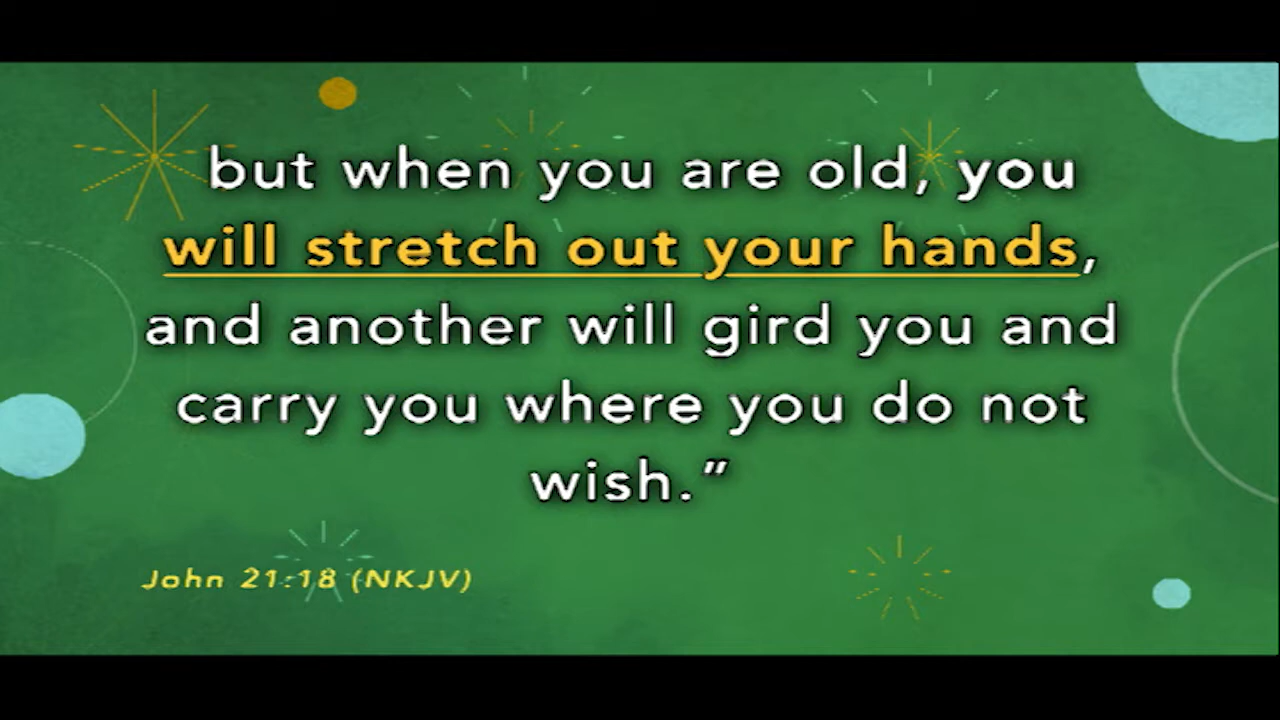 but when you are old, you
will stretch out your hands,
and another will gird you and
carry you where you do not
wish.”
John 21:18 (NKJV)